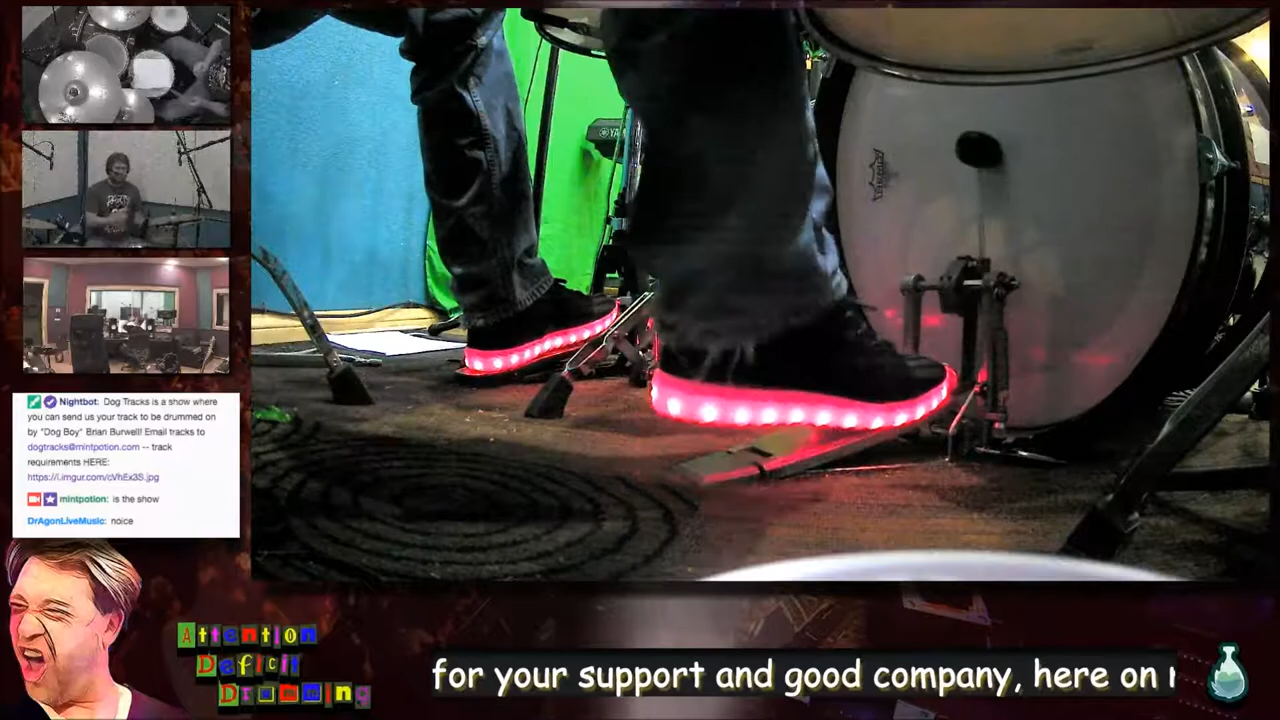 Nightbot: Dog Tracks is a show where
you can send us your track to be drummed on
by "Dog Boy" Brian Burwell! Email tracks to
dogtracks@mintpotion.com -- track
requirements HERE:
https://i.imgur.com/cVhEx3S.jpg
mintpotion: is the show
DrAgonLiveMusic: noice
REMO
YA
Attention
Deficit
Drumming
for your support and good company, here on